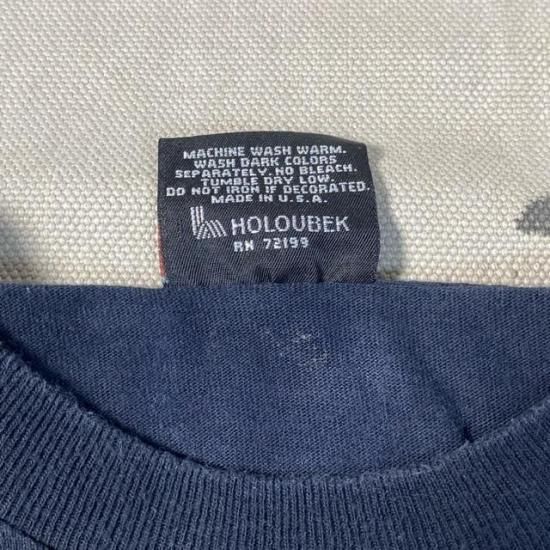 MACHINE WASH WARM.
WASH DARK COLORS
SEPARATELY. NO BLEACH.
TUMBLE DRY LOW.
DO NOT IRON IF DECORATED.
MADE IN U.S.A.
HOLOUBEK
RN 72199